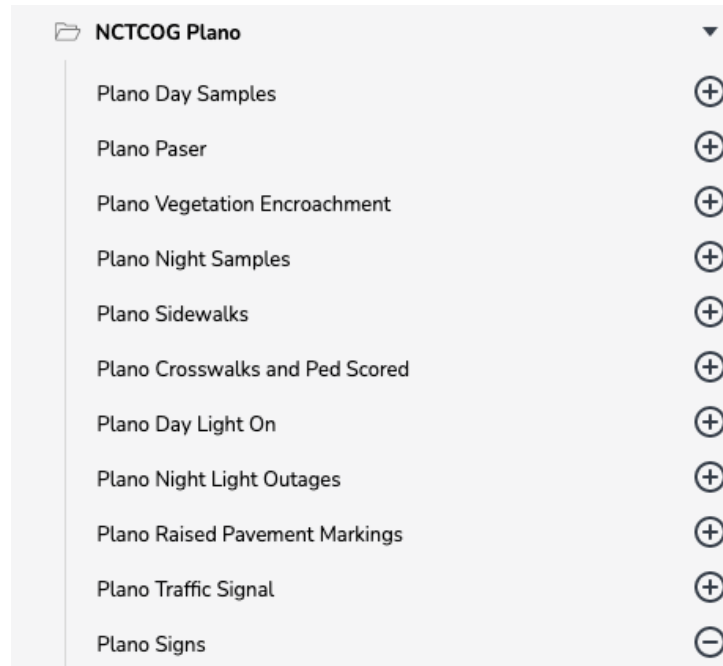 NCTCOG Plano
Plano Day Samples
Plano Paser
Plano Vegetation Encroachment
Plano Night Samples
Plano Sidewalks
Plano Crosswalks and Ped Scored
Plano Day Light On
Plano Night Light Outages
Plano Raised Pavement Markings
Plano Traffic Signal
Plano Signs